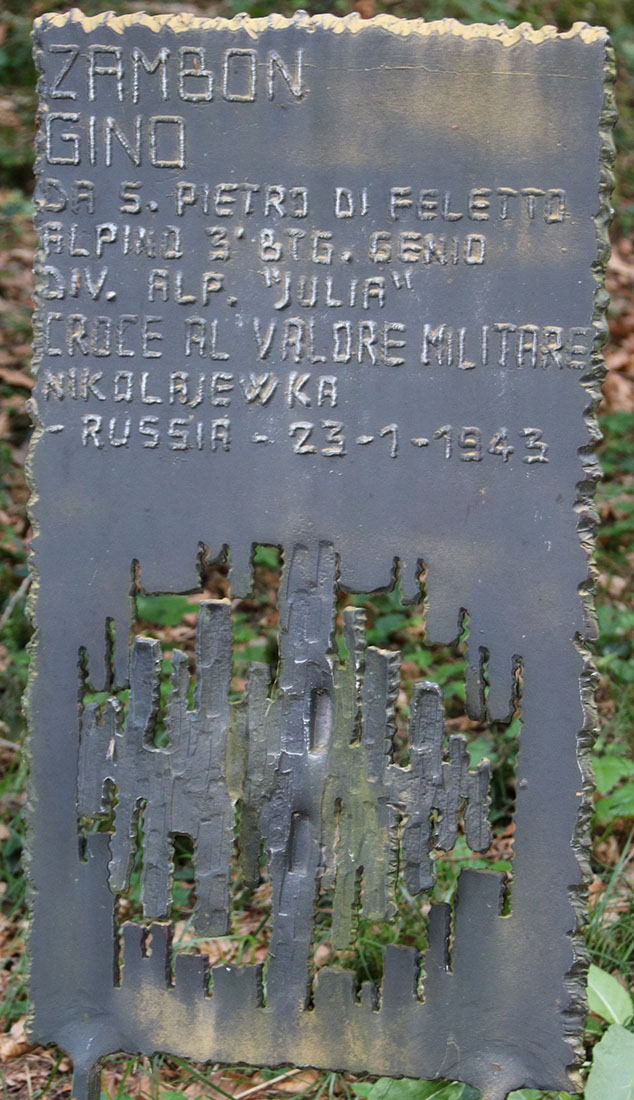 ZAMBON
GINO
DA S. PIETRO DI FELETTO
ALPINO 3° BTG. GENIO
DIV. ALP. "JULIA"
CROCE AL VALORE MILITARE
NIKOLAJEWKA
- RUSSIA - 23-1-1943